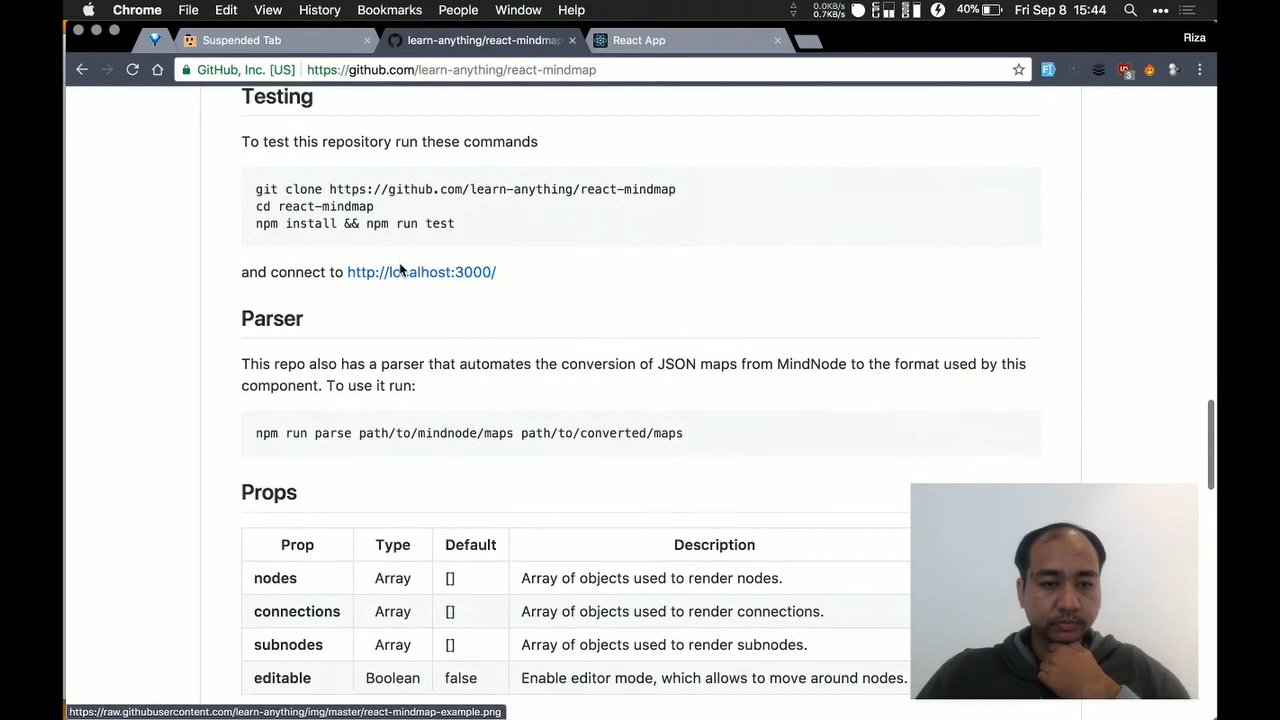 Chrome File Edit View History Bookmarks People Window Help 0.0KB/s 0.7KB/s 40% Fri Sep 8 15:44
Suspended Tab learn-anything/react-mindmap React App Riza
GitHub, Inc. [US] https://github.com/learn-anything/react-mindmap 3
Testing
To test this repository run these commands
git clone https://github.com/learn-anything/react-mindmap
cd react-mindmap
npm install && npm run test
and connect to http://localhost:3000/
Parser
This repo also has a parser that automates the conversion of JSON maps from MindNode to the format used by this
component. To use it run:
npm run parse path/to/mindnode/maps path/to/converted/maps
Props
Prop Type Default Description
nodes Array [] Array of objects used to render nodes.
connections Array [] Array of objects used to render connections.
subnodes Array [] Array of objects used to render subnodes.
editable Boolean false Enable editor mode, which allows to move around nodes.
https://raw.githubusercontent.com/learn-anything/img/master/react-mindmap-example.png